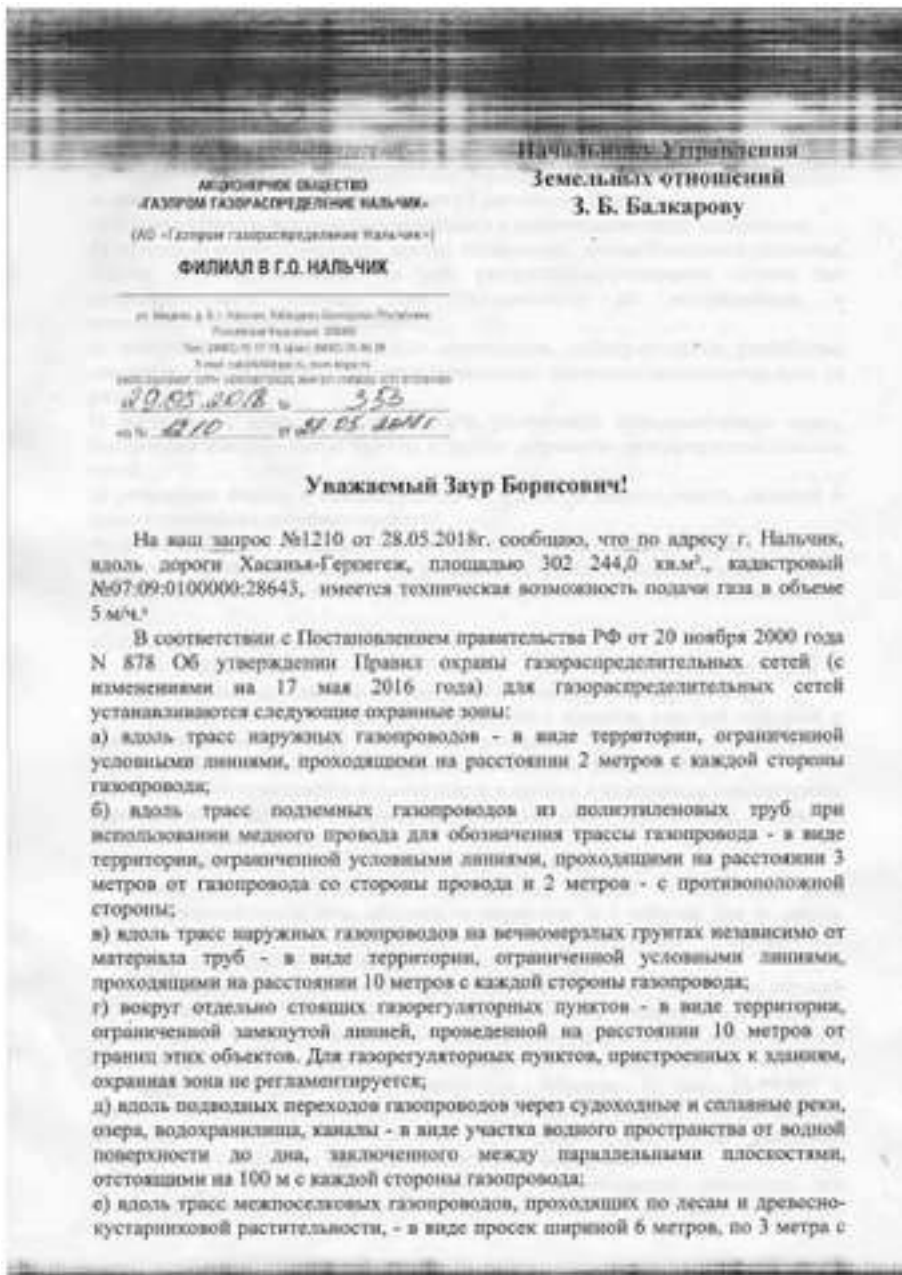 Начальнику Управления
Земельных отношений
З. Б. Балкарову
АКЦИОНЕРНОЕ ОБЩЕСТВО
«ГАЗПРОМ ГАЗОРАСПРЕДЕЛЕНИЕ НАЛЬЧИК»
(АО «Газпром газораспределение Нальчик»)
ФИЛИАЛ В Г.О. НАЛЬЧИК
29.05.2018 № 353
на № 1210 от
Уважаемый Заур Борисович!
На ваш запрос №1210 от 28.05.2018г. сообщаю, что по адресу г. Нальчик,
вдоль дороги Хасанья-Герпегеж, площадью 302 244,0 кв.м²., кадастровый
№07:09:0100000:28643, имеется техническая возможность подачи газа в объеме
5 м/ч.³
В соответствии с Постановлением правительства РФ от 20 ноября 2000 года
N 878 Об утверждении Правил охраны газораспределительных сетей (с
изменениями на 17 мая 2016 года) для газораспределительных сетей
устанавливаются следующие охранные зоны:
а) вдоль трасс наружных газопроводов - в виде территории, ограниченной
условными линиями, проходящими на расстоянии 2 метров с каждой стороны
газопровода;
б) вдоль трасс подземных газопроводов из полиэтиленовых труб при
использовании медного провода для обозначения трассы газопровода - в виде
территории, ограниченной условными линиями, проходящими на расстоянии 3
метров от газопровода со стороны провода и 2 метров - с противоположной
стороны;
в) вдоль трасс наружных газопроводов на вечномерзлых грунтах независимо от
материала труб - в виде территории, ограниченной условными линиями,
проходящими на расстоянии 10 метров с каждой стороны газопровода;
г) вокруг отдельно стоящих газорегуляторных пунктов - в виде территории,
ограниченной замкнутой линией, проведенной на расстоянии 10 метров от
границ этих объектов. Для газорегуляторных пунктов, пристроенных к зданиям,
охранная зона не регламентируется;
д) вдоль подводных переходов газопроводов через судоходные и сплавные реки,
озера, водохранилища, каналы - в виде участка водного пространства от водной
поверхности до дна, заключенного между параллельными плоскостями,
отстоящими на 100 м с каждой стороны газопровода;
е) вдоль трасс межпоселковых газопроводов, проходящих по лесам и древесно-
кустарниковой растительности, - в виде просек шириной 6 метров, по 3 метра с